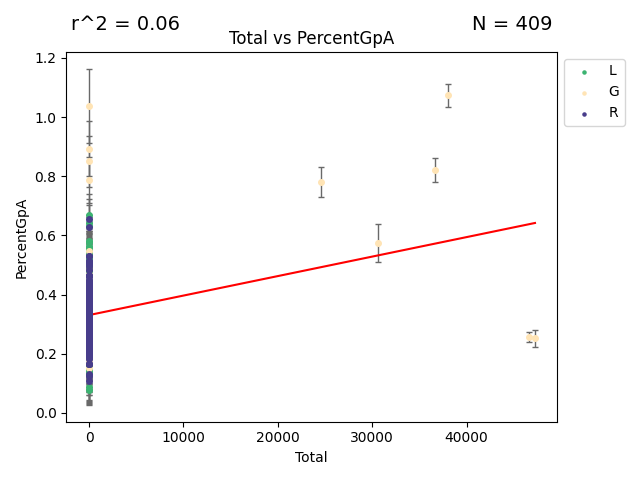 r^2 = 0.06
N = 409
Total vs PercentGpA
1.2
1.0
0.8
0.6
0.4
0.2
0.0
PercentGpA
0
10000
20000
30000
40000
Total
L
G
R